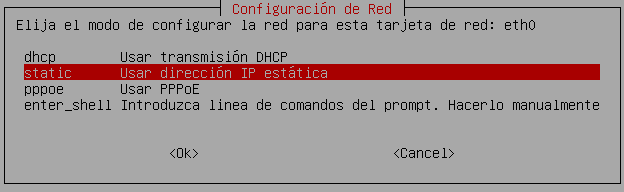 Configuración de Red
Elija el modo de configurar la red para esta tarjeta de red: eth0
dhcp Usar transmisión DHCP
static Usar dirección IP estática
pppoe Usar PPPoE
enter_shell Introduzca linea de comandos del prompt. Hacerlo manualmente
<Ok> <Cancel>